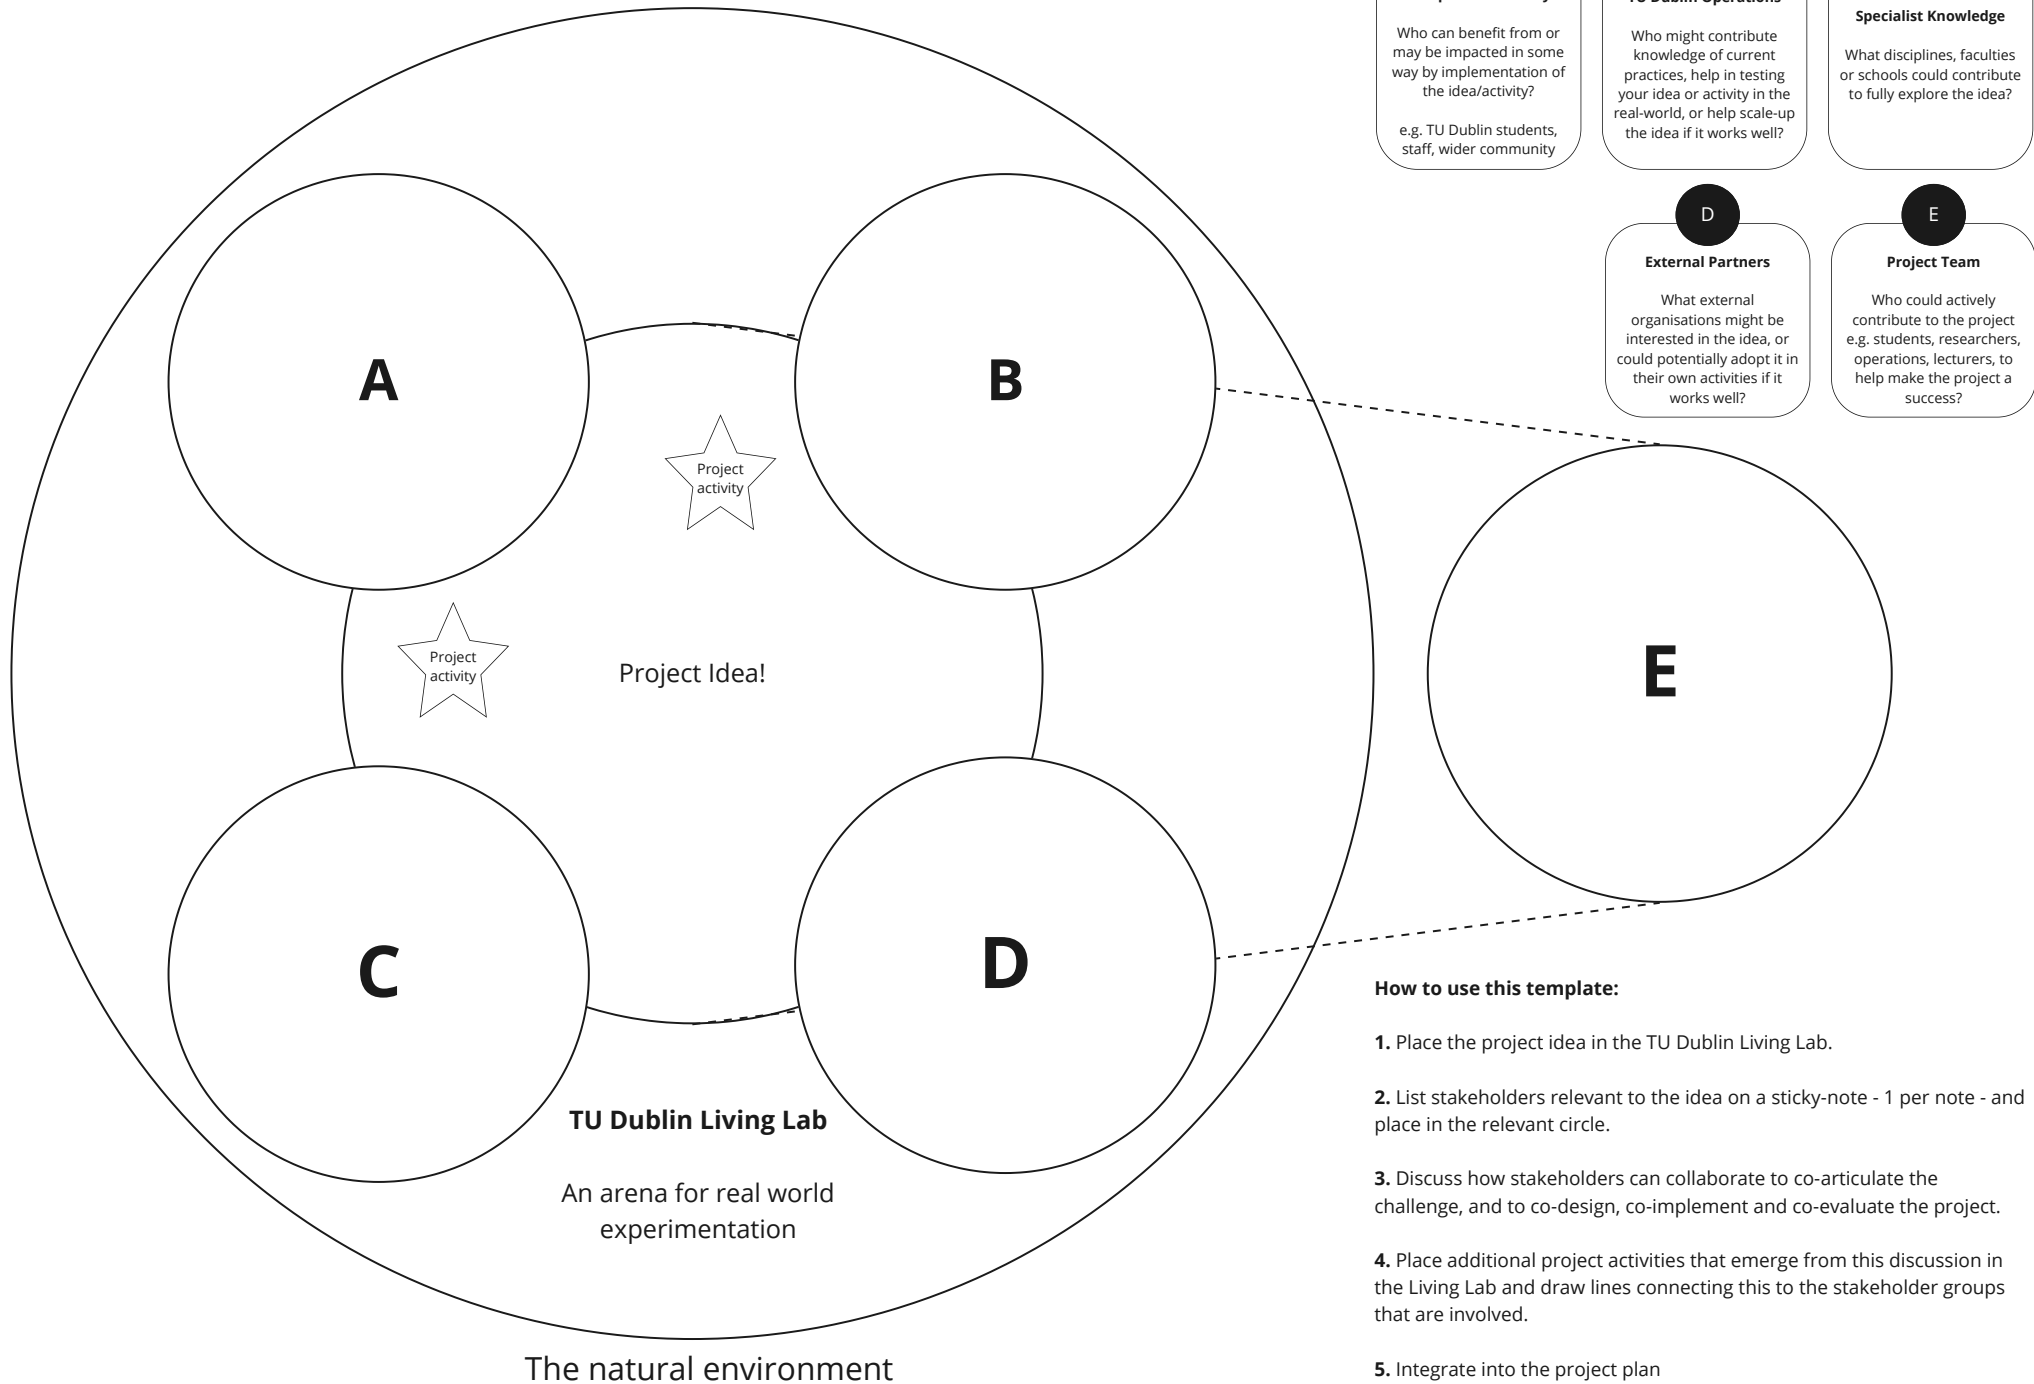 TU Dublin Operations
Specialist Knowledge
Who can benefit from or
may be impacted in some
way by implementation of
the idea/activity?
e.g. TU Dublin students,
staff, wider community
Who might contribute
knowledge of current
practices, help in testing
your idea or activity in the
real-world, or help scale-up
the idea if it works well?
What disciplines, faculties
or schools could contribute
to fully explore the idea?
D
External Partners
What external
organisations might be
interested in the idea, or
could potentially adopt it in
their own activities if it
works well?
E
Project Team
Who could actively
contribute to the project
e.g. students, researchers,
operations, lecturers, to
help make the project a
success?
A
B
Project
activity
Project
activity
Project Idea!
E
C
D
TU Dublin Living Lab
An arena for real world
experimentation
The natural environment
How to use this template:
1. Place the project idea in the TU Dublin Living Lab.
2. List stakeholders relevant to the idea on a sticky-note - 1 per note - and
place in the relevant circle.
3. Discuss how stakeholders can collaborate to co-articulate the
challenge, and to co-design, co-implement and co-evaluate the project.
4. Place additional project activities that emerge from this discussion in
the Living Lab and draw lines connecting this to the stakeholder groups
that are involved.
5. Integrate into the project plan